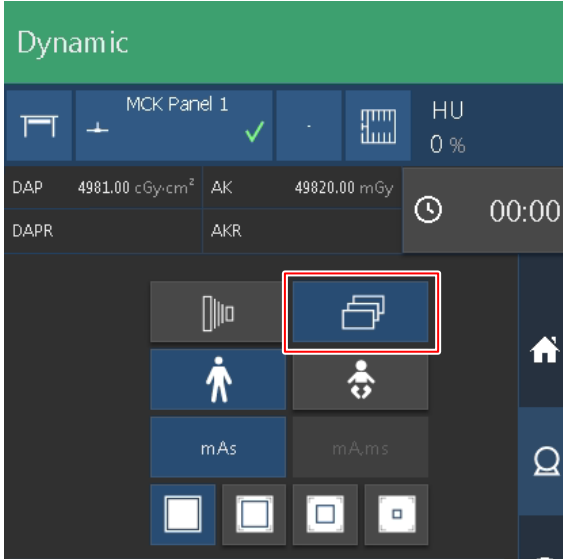 Dynamic
MCK Panel 1
HU
0 %
DAP 4981.00 cGy·cm² AK 49820.00 mGy
00:00
DAPR AKR
mAs mA,ms